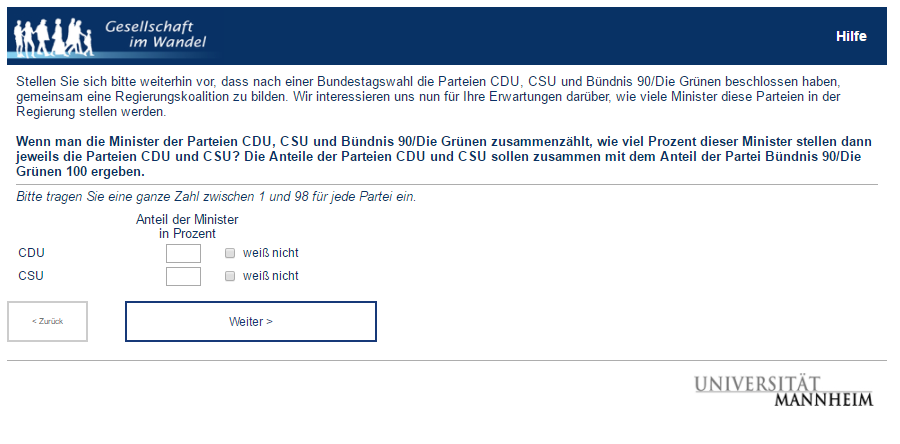 Gesellschaft
im Wandel
Hilfe
Stellen Sie sich bitte weiterhin vor, dass nach einer Bundestagswahl die Parteien CDU, CSU und Bündnis 90/Die Grünen beschlossen haben,
gemeinsam eine Regierungskoalition zu bilden. Wir interessieren uns nun für Ihre Erwartungen darüber, wie viele Minister diese Parteien in der
Regierung stellen werden.
Wenn man die Minister der Parteien CDU, CSU und Bündnis 90/Die Grünen zusammenzählt, wie viel Prozent dieser Minister stellen dann
jeweils die Parteien CDU und CSU? Die Anteile der Parteien CDU und CSU sollen zusammen mit dem Anteil der Partei Bündnis 90/Die
Grünen 100 ergeben.
Bitte tragen Sie eine ganze Zahl zwischen 1 und 98 für jede Partei ein.
Anteil der Minister
in Prozent
CDU weiß nicht
CSU weiß nicht
< Zurück Weiter >
UNIVERSITÄT
MANNHEIM